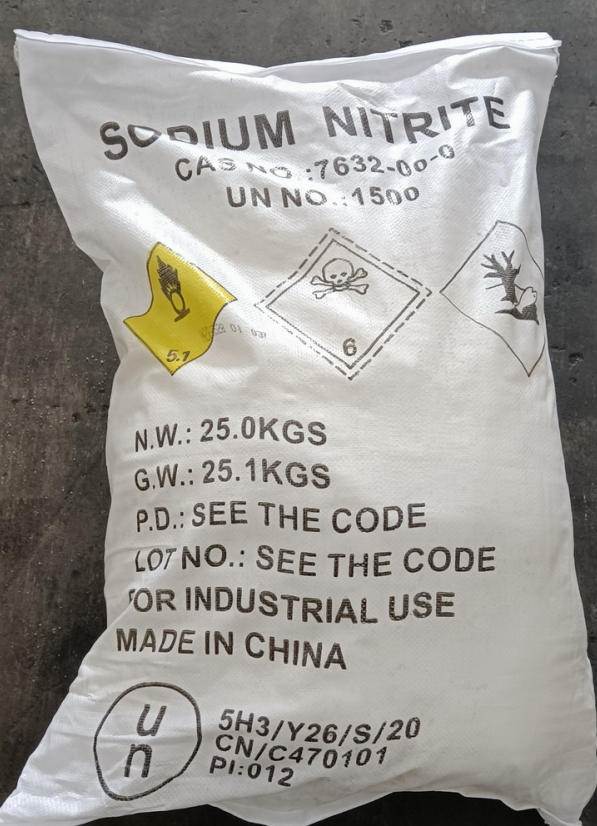 SODIUM NITRITE
CAS NO.:7632-00-0
UN NO.:1500
5.1
6
N.W.: 25.0KGS
G.W.: 25.1KGS
P.D.: SEE THE CODE
LOT NO.: SEE THE CODE
FOR INDUSTRIAL USE
MADE IN CHINA
un
5H3/Y26/S/20
CN/C470101
PI:012